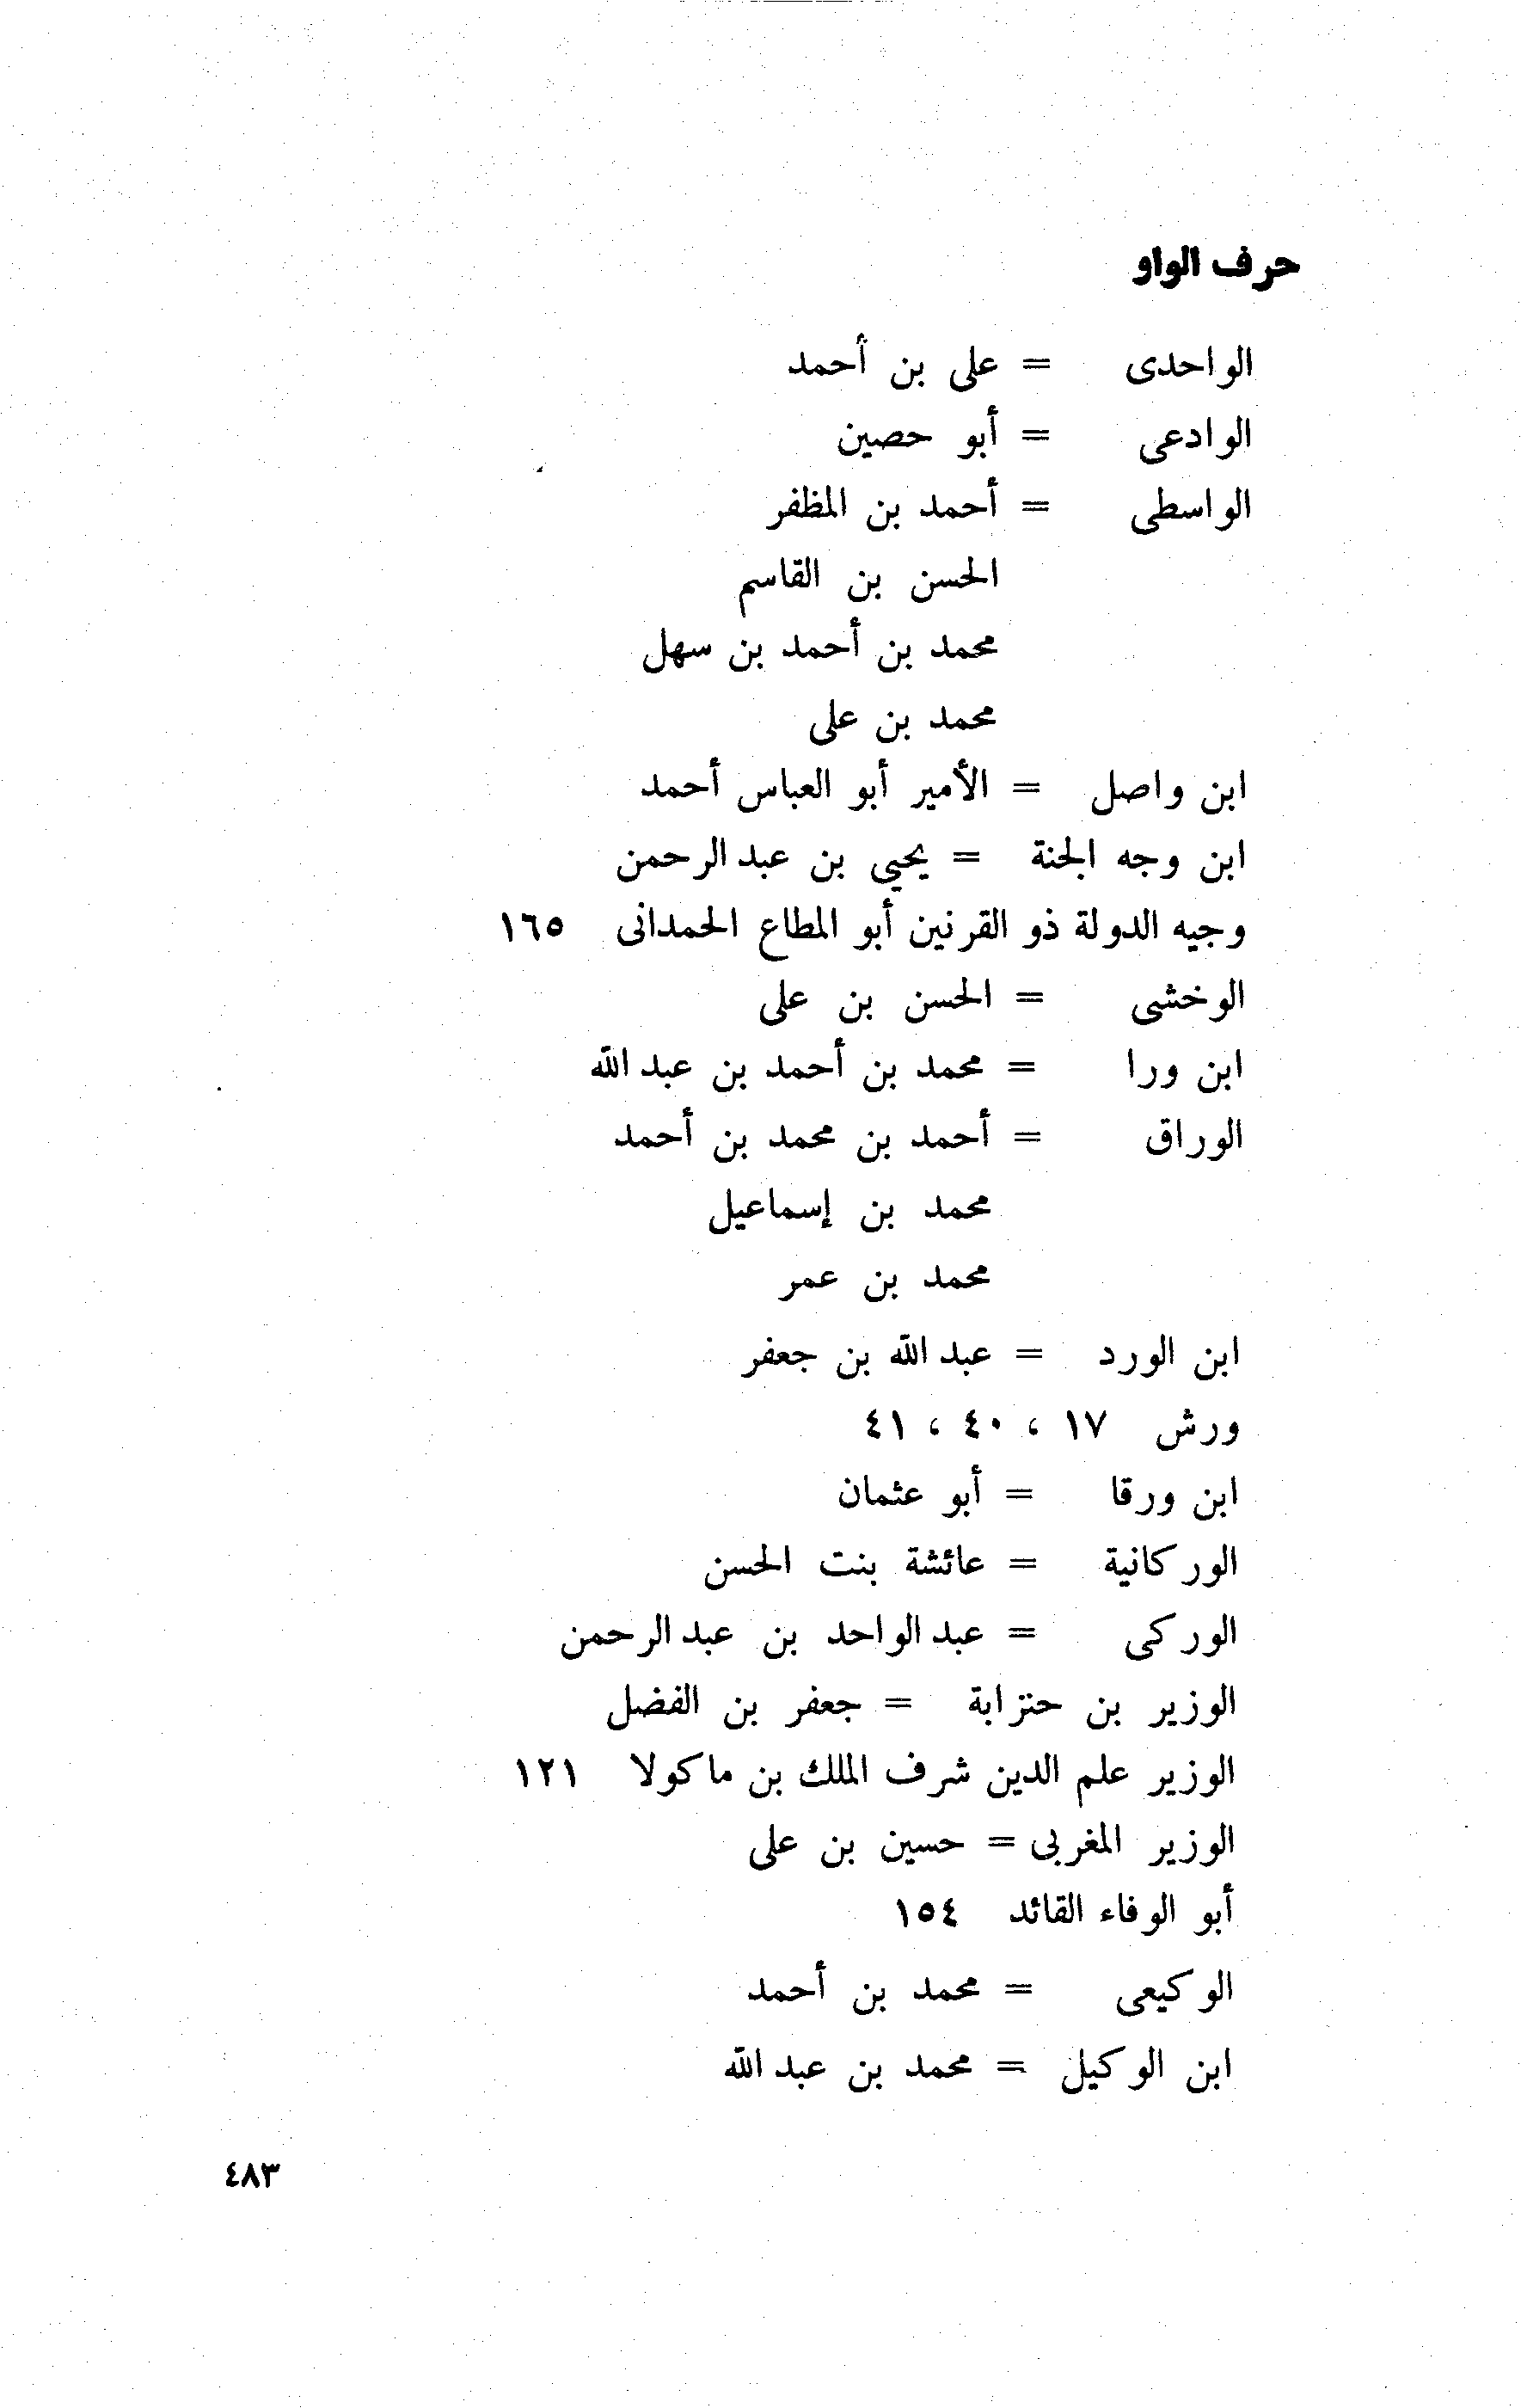 حرف الواو
الواحدى = على بن أحمد
الوادعى = أبو حصين
الواسطى = أحمد بن المظفر
الحسن بن القاسم
محمد بن أحمد بن سهل
محمد بن على
ابن واصل = الأمير أبو العباس أحمد
ابن وجه الجنة = يحيى بن عبد الرحمن
وجيه الدولة ذو القرنين أبو المطاع الحمدانى ١٦٥
الوخشى = الحسن بن على
ابن ورا = محمد بن أحمد بن عبد الله
الوراق = أحمد بن محمد بن أحمد
محمد بن إسماعيل
محمد بن عمر
ابن الورد = عبد الله بن جعفر
ورش ١٧ ، ٤٠ ، ٤١
ابن ورقا = أبو عثمان
الوركانية = عائشة بنت الحسن
الوركى = عبد الواحد بن عبد الرحمن
الوزير بن حنزابة = جعفر بن الفضل
الوزير علم الدين شرف الملك بن ماكولا ١٢١
الوزير المغربى = حسين بن على
أبو الوفاء القائد ١٥٤
الوكيعى = محمد بن أحمد
ابن الوكيل = محمد بن عبد الله
٤٨٣